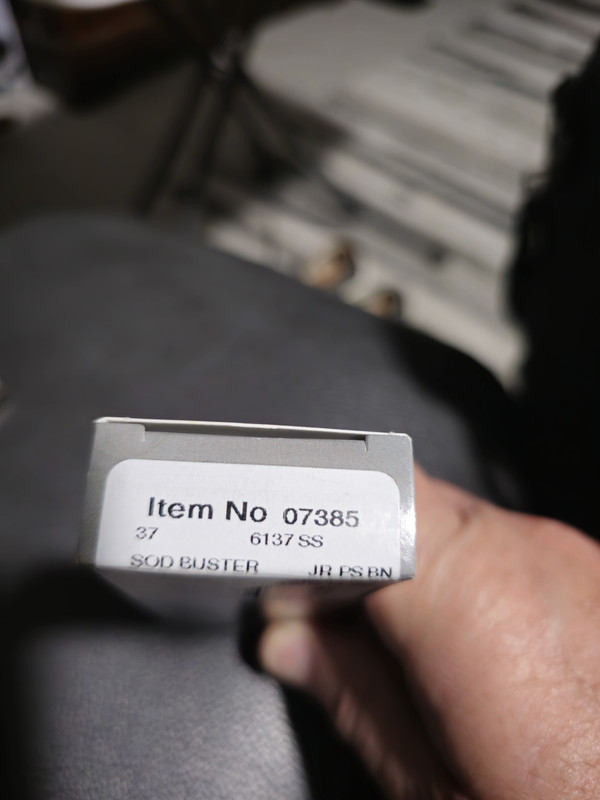 Item No 07385
37 6137 SS
SOD BUSTER JR PS BN